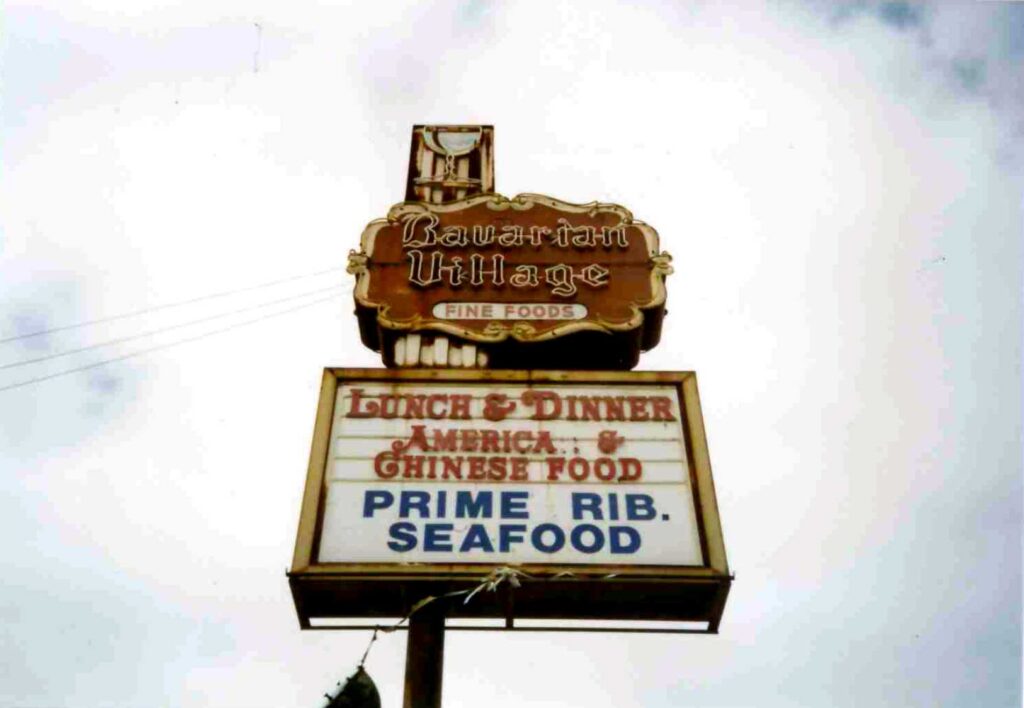 Bavarian
Village
FINE FOODS
LUNCH & DINNER
AMERICA &
CHINESE FOOD
PRIME RIB.
SEAFOOD